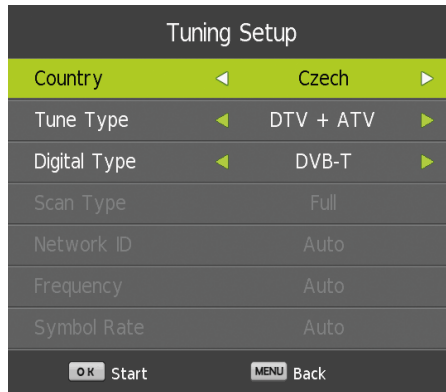 Tuning Setup
Country Czech
Tune Type DTV + ATV
Digital Type DVB-T
Scan Type Full
Network ID Auto
Frequency Auto
Symbol Rate Auto
OK Start MENU Back